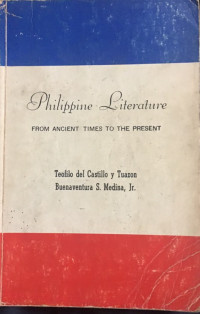 Philippine Literature
FROM ANCIENT TIMES TO THE PRESENT
Teofilo del Castillo y Tuazon
Buenaventura S. Medina, Jr.